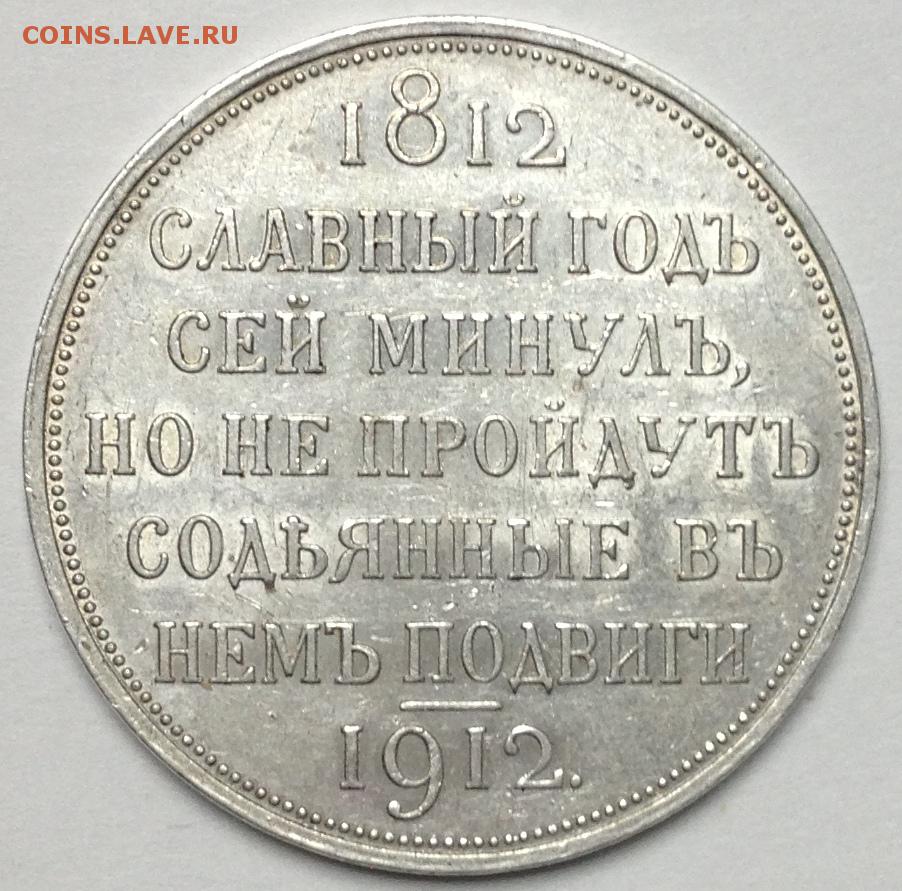 COINS.LAVE.RU
1812
СЛАВНЫЙ ГОДЪ
СЕЙ МИНУЛЪ,
НО НЕ ПРОЙДУТЪ
СОДѢЯННЫЕ ВЪ
НЕМЪ ПОДВИГИ
1912.